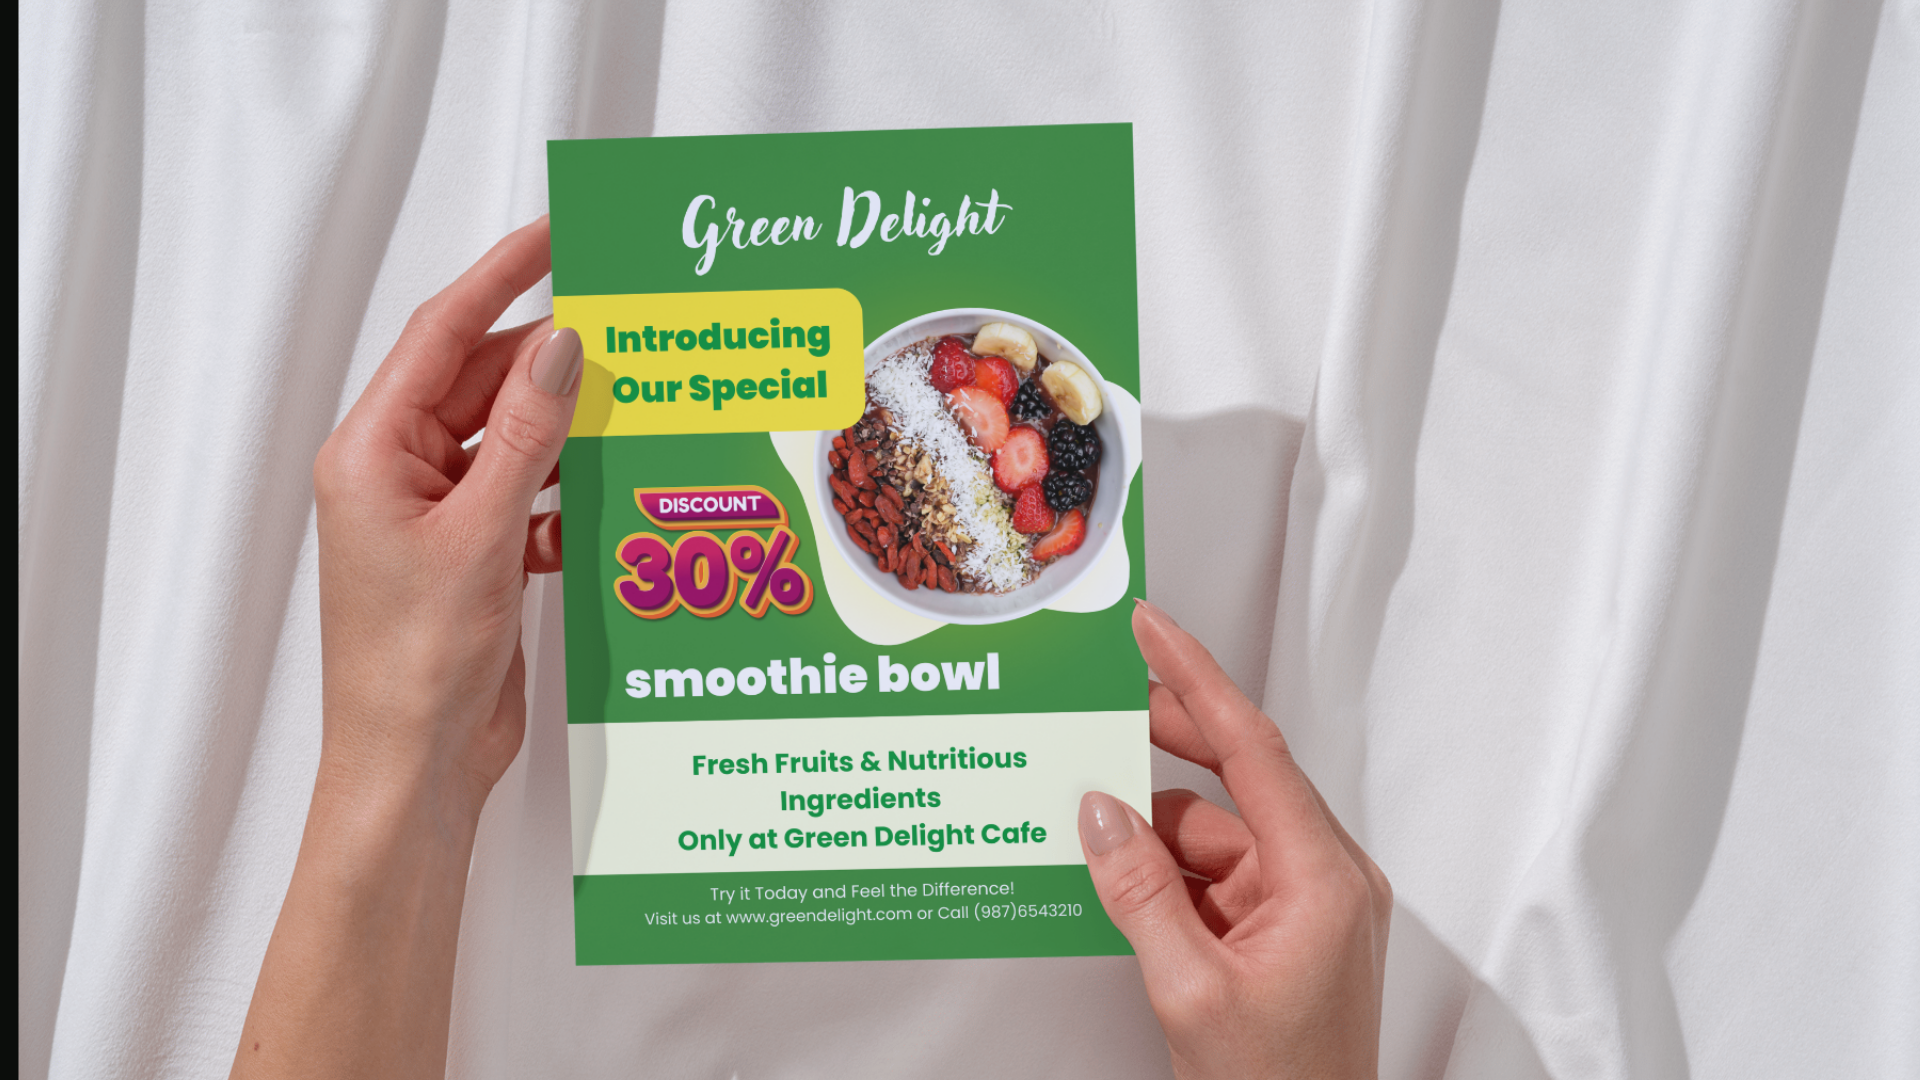 Green Delight
Introducing
Our Special
DISCOUNT
30%
smoothie bowl
Fresh Fruits & Nutritious
Ingredients
Only at Green Delight Cafe
Try it Today and Feel the Difference!
Visit us at www.greendelight.com or Call (987)6543210